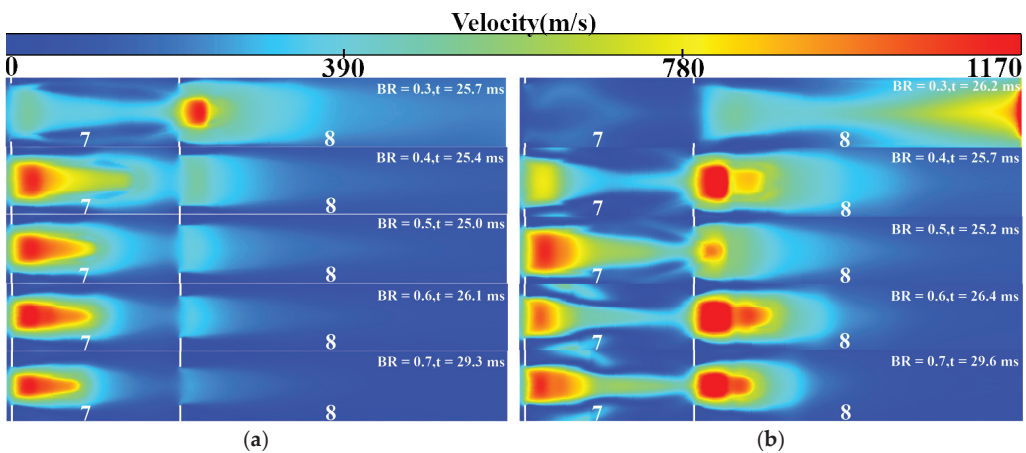 Velocity(m/s)
0 390 780 1170
BR = 0.3,t = 25.7 ms
7 8
BR = 0.4,t = 25.4 ms
7 8
BR = 0.5,t = 25.0 ms
7 8
BR = 0.6,t = 26.1 ms
7 8
BR = 0.7,t = 29.3 ms
7 8
(a)
BR = 0.3,t = 26.2 ms
7 8
BR = 0.4,t = 25.7 ms
7 8
BR = 0.5,t = 25.2 ms
7 8
BR = 0.6,t = 26.4 ms
7 8
BR = 0.7,t = 29.6 ms
7 8
(b)